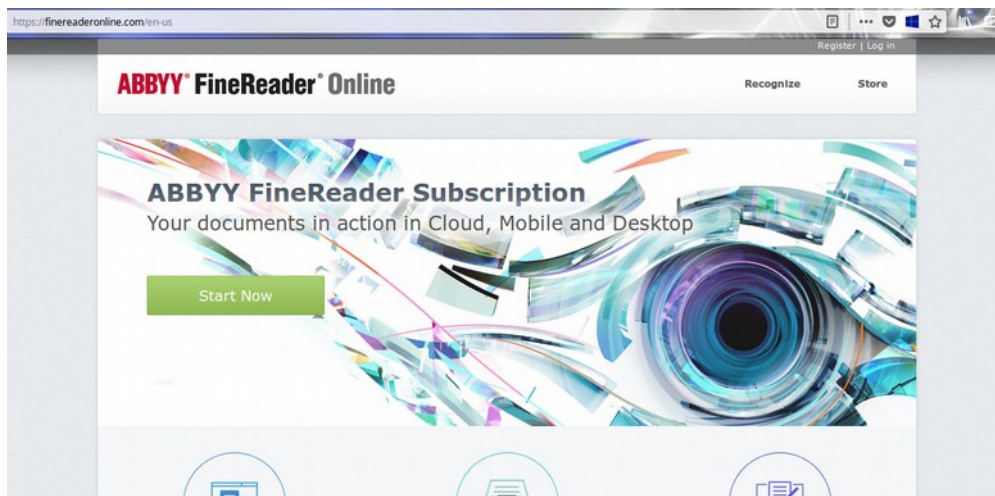 https://finereaderonline.com/en-us
Register | Log in
ABBYY® FineReader® Online
Recognize
Store
ABBYY FineReader Subscription
Your documents in action in Cloud, Mobile and Desktop
Start Now